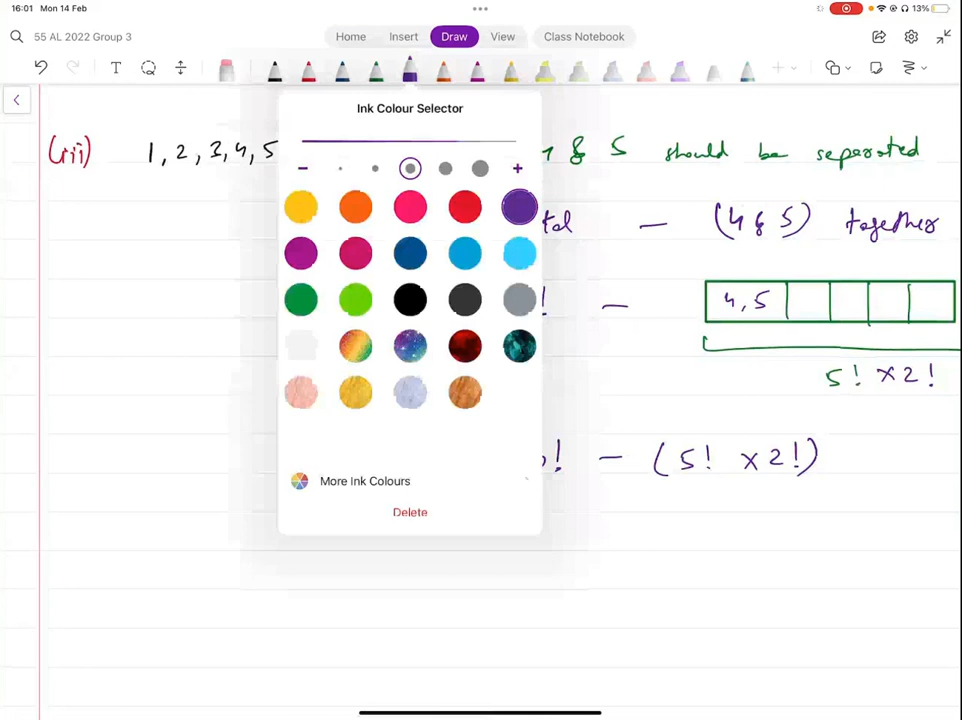 16:01 Mon 14 Feb
13%
55 AL 2022 Group 3
Home Insert Draw View Class Notebook
T
Ink Colour Selector
(iii) 1, 2, 3, 4, 5 & 5 should be separated
tal — (4 & 5) together
! — 4, 5
5! × 2!
! — (5! × 2!)
More Ink Colours
Delete